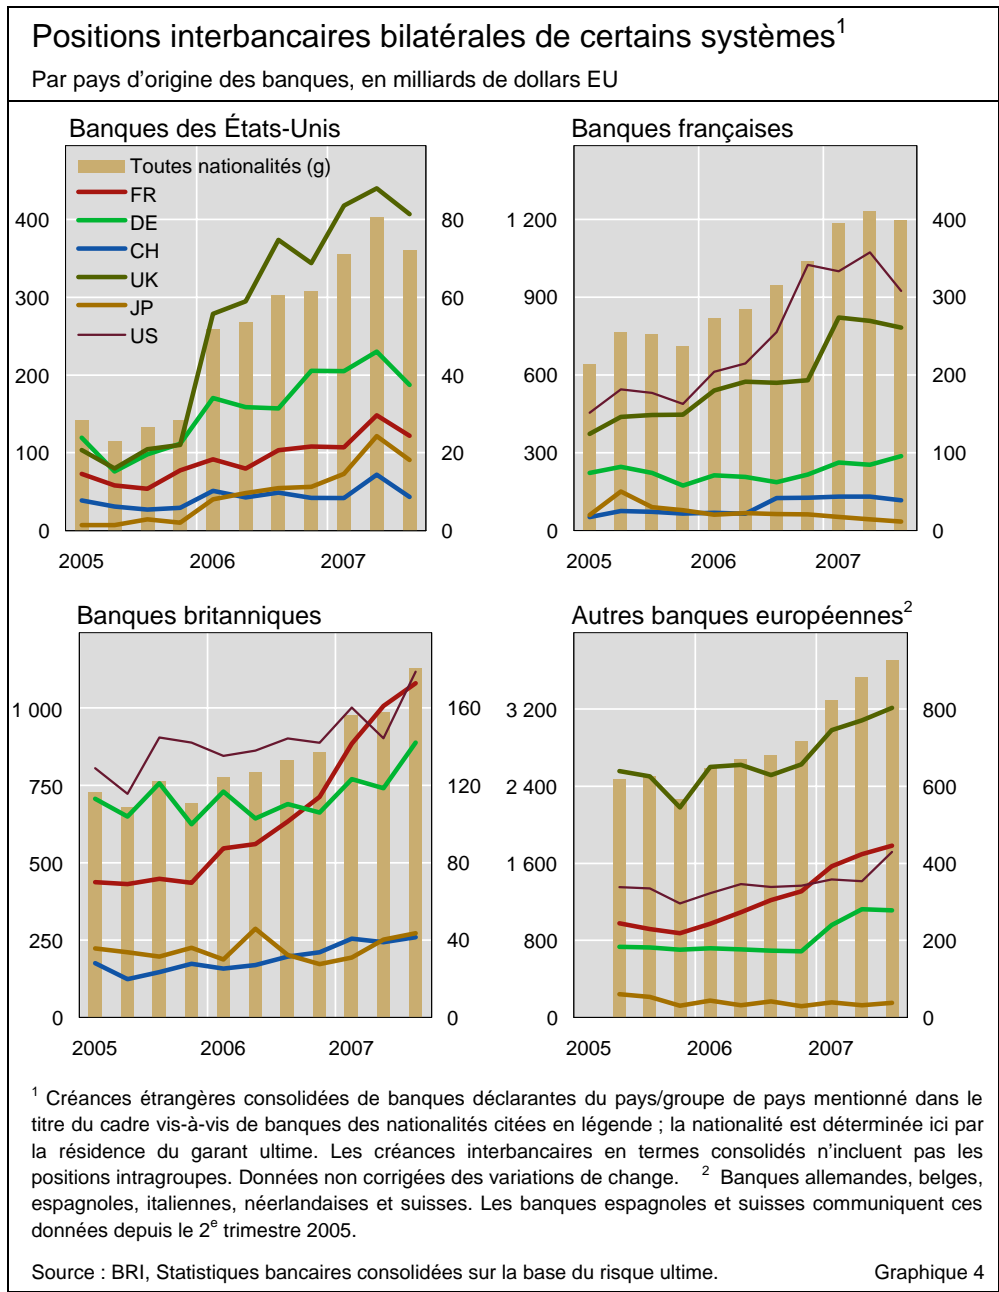 Positions interbancaires bilatérales de certains systèmes1
Par pays d’origine des banques, en milliards de dollars EU
Banques des États-Unis
Toutes nationalités (g)
FR
DE
CH
UK
JP
US
400
300
200
100
0
80
60
40
20
0
2005 2006 2007
Banques françaises
1 200
900
600
300
0
400
300
200
100
0
2005 2006 2007
Banques britanniques
1 000
750
500
250
0
160
120
80
40
0
2005 2006 2007
Autres banques européennes2
3 200
2 400
1 600
800
0
800
600
400
200
0
2005 2006 2007
1 Créances étrangères consolidées de banques déclarantes du pays/groupe de pays mentionné dans le
titre du cadre vis-à-vis de banques des nationalités citées en légende ; la nationalité est déterminée ici par
la résidence du garant ultime. Les créances interbancaires en termes consolidés n’incluent pas les
positions intragroupes. Données non corrigées des variations de change. 2 Banques allemandes, belges,
espagnoles, italiennes, néerlandaises et suisses. Les banques espagnoles et suisses communiquent ces
données depuis le 2e trimestre 2005.
Source : BRI, Statistiques bancaires consolidées sur la base du risque ultime. Graphique 4